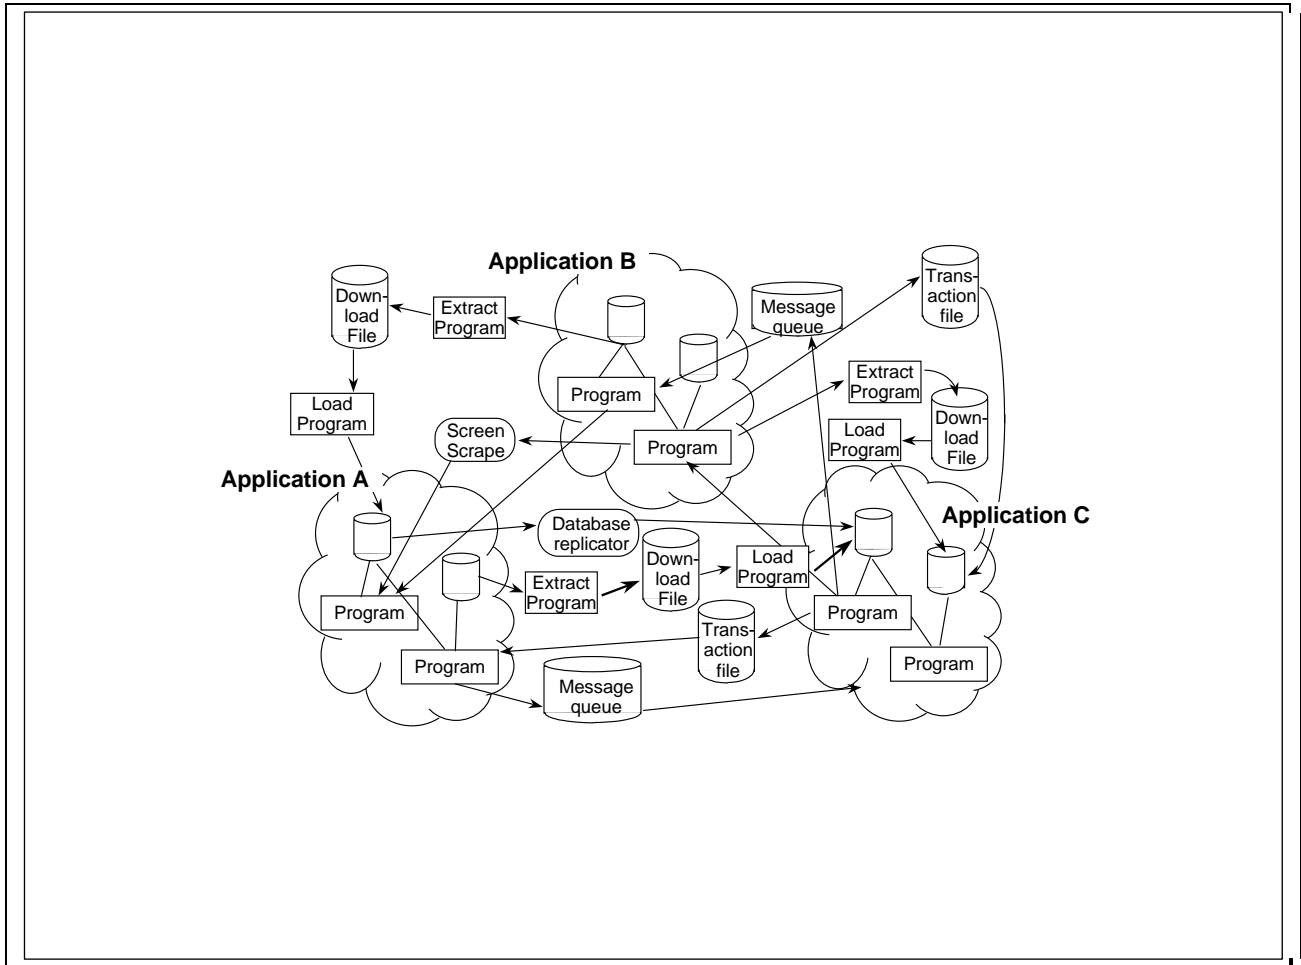 Application B
Trans-
action
file
Down-
load
File
Extract
Program
Message
queue
Load
Program
Program
Extract
Program
Down-
load
File
Screen
Scrape
Program
Load
Program
Application A
Application C
Database
replicator
Down-
load
File
Load
Program
Extract
Program
Program
Program
Trans-
action
file
Program
Program
Message
queue